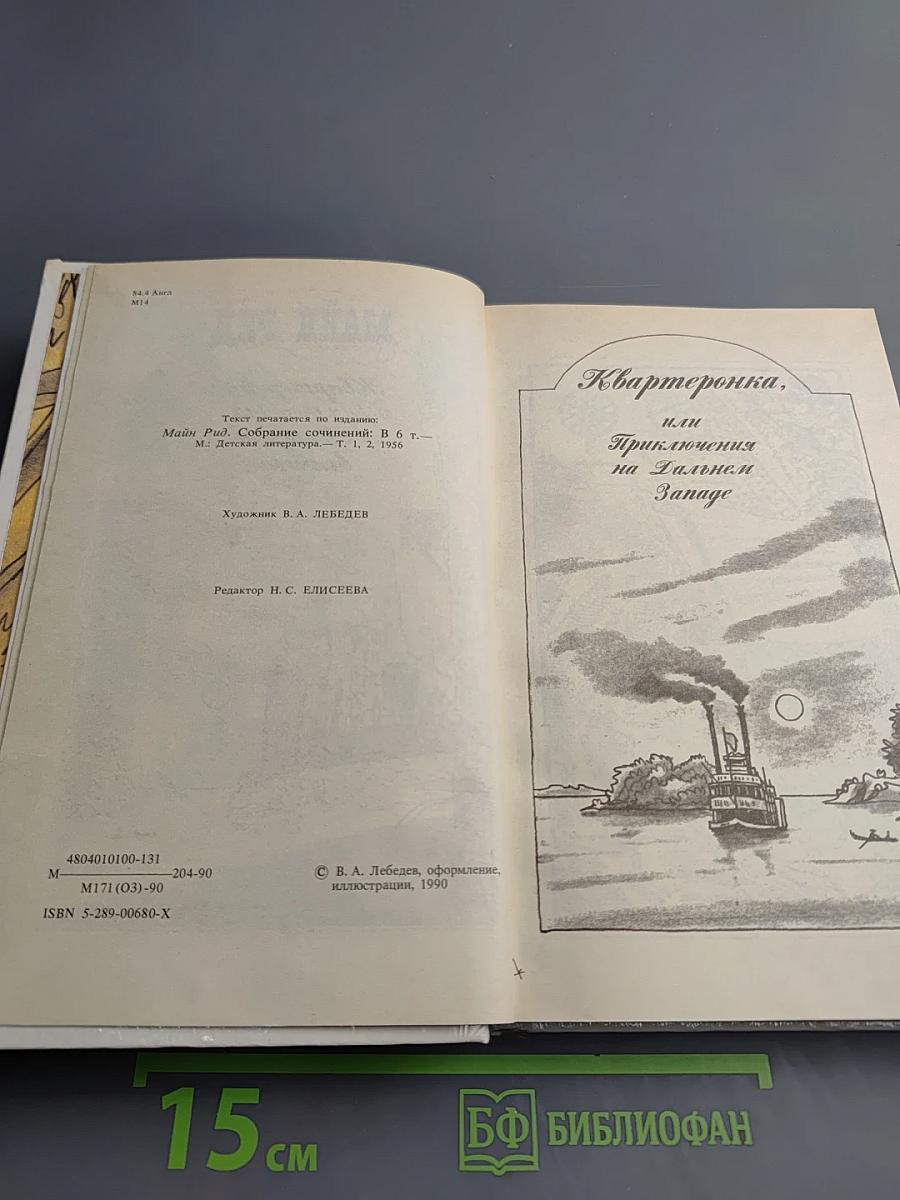 84.4 Англ
М14
Текст печатается по изданию:
Майн Рид. Собрание сочинений: В 6 т.—
М.: Детская литература.— Т. 1, 2, 1956
Художник В. А. ЛЕБЕДЕВ
Редактор Н. С. ЕЛИСЕЕВА
4804010100-131
М————204-90
М171(03)-90
ISBN 5-289-00680-X
© В. А. Лебедев, оформление,
иллюстрации, 1990
Квартеронка,
или
Приключения
на Дальнем
Западе
15 см
БФ БИБЛИОФАН